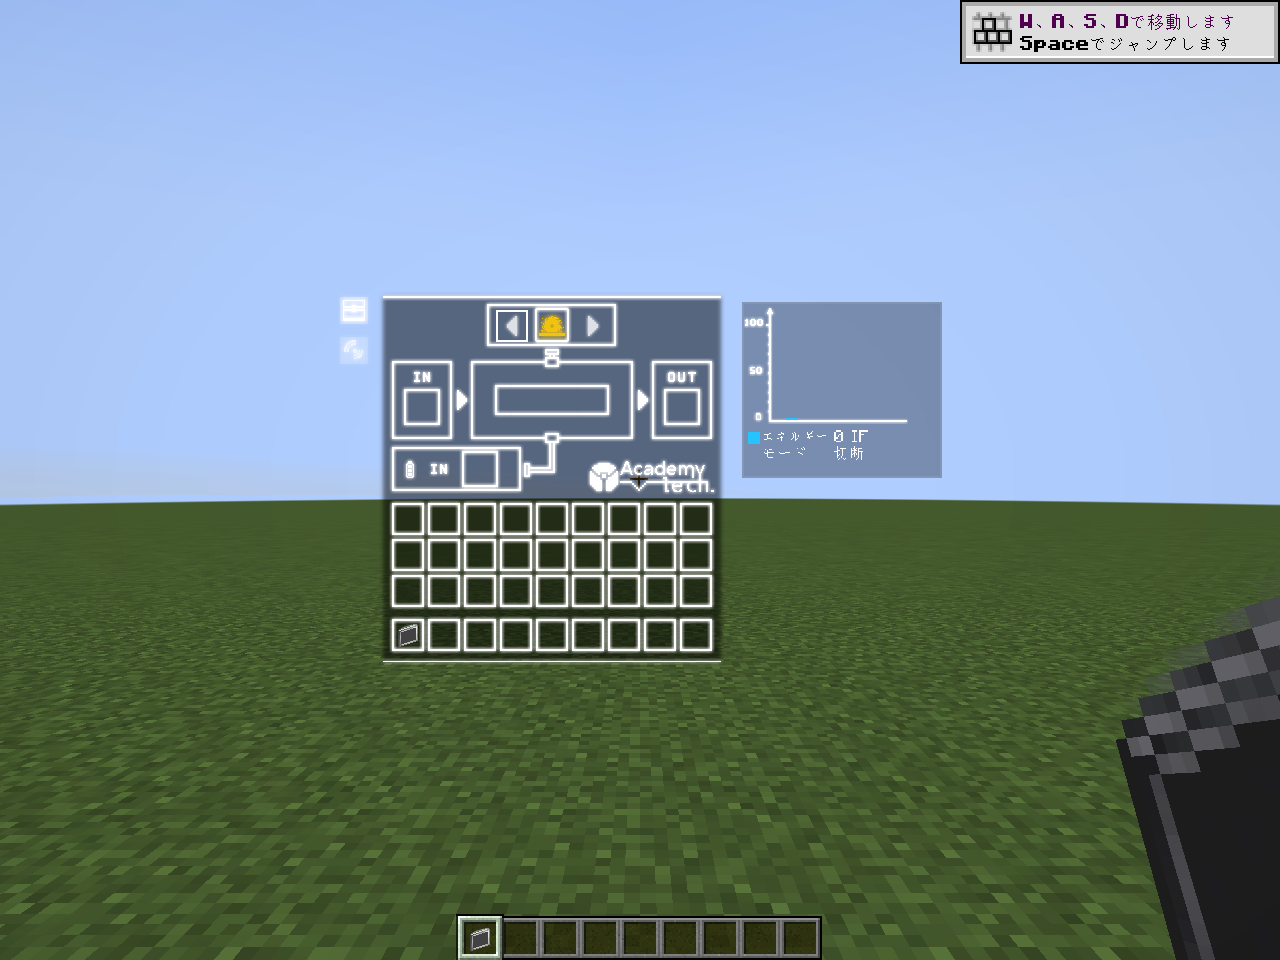 W、A、S、Dで移動します
Spaceでジャンプします
IN
OUT
IN
Academy
tech.
100
50
0
エネルギー 0 IF
モード 切断